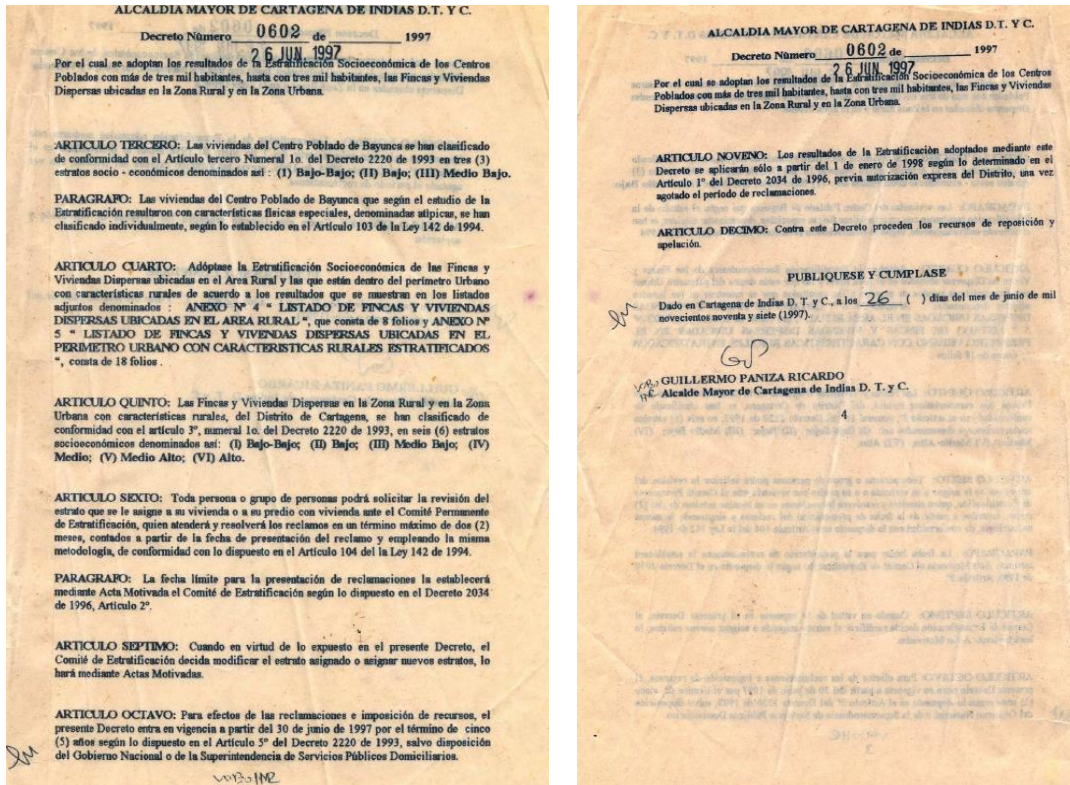 ALCALDIA MAYOR DE CARTAGENA DE INDIAS D.T. Y C.
Decreto Número 0602 de 1997
26 JUN. 1997
Por el cual se adoptan los resultados de la Estratificación Socioeconómica de los Centros
Poblados con más de tres mil habitantes, hasta con tres mil habitantes, las Fincas y Viviendas
Dispersas ubicadas en la Zona Rural y en la Zona Urbana.
ARTICULO TERCERO: Las viviendas del Centro Poblado de Bayunca se han clasificado
de conformidad con el Artículo tercero Numeral 1o. del Decreto 2220 de 1993 en tres (3)
estratos socio - económicos denominados así : (1) Bajo-Bajo; (II) Bajo; (III) Medio Bajo.
PARAGRAFO: Las viviendas del Centro Poblado de Bayunca que según el estudio de la
Estratificación resultaron con características físicas especiales, denominadas atípicas, se han
clasificado individualmente, según lo establecido en el Artículo 103 de la Ley 142 de 1994.
ARTICULO CUARTO: Adóptase la Estratificación Socioeconómica de las Fincas y
Viviendas Dispersas ubicadas en el Area Rural y las que están dentro del perímetro Urbano
con características rurales de acuerdo a los resultados que se muestran en los listados
adjuntos denominados : ANEXO Nº 4 " LISTADO DE FINCAS Y VIVIENDAS
DISPERSAS UBICADAS EN EL AREA RURAL ", que consta de 8 folios y ANEXO Nº
5 " LISTADO DE FINCAS Y VIVENDAS DISPERSAS UBICADAS EN EL
PERIMETRO URBANO CON CARACTERISTICAS RURALES ESTRATIFICADOS
", consta de 18 folios .
ARTICULO QUINTO: Las Fincas y Viviendas Dispersas en la Zona Rural y en la Zona
Urbana con características rurales, del Distrito de Cartagena, se han clasificado de
conformidad con el artículo 3º, numeral 1o. del Decreto 2220 de 1993, en seis (6) estratos
socioeconómicos denominados así: (I) Bajo-Bajo; (II) Bajo; (III) Medio Bajo; (IV)
Medio; (V) Medio Alto; (VI) Alto.
ARTICULO SEXTO: Toda persona o grupo de personas podrá solicitar la revisión del
estrato que se le asigne a su vivienda o a su predio con vivienda ante el Comité Permanente
de Estratificación, quien atenderá y resolverá los reclamos en un término máximo de dos (2)
meses, contados a partir de la fecha de presentación del reclamo y empleando la misma
metodología, de conformidad con lo dispuesto en el Artículo 104 del la Ley 142 de 1994.
PARAGRAFO: La fecha límite para la presentación de reclamaciones la establecerá
mediante Acta Motivada el Comité de Estratificación según lo dispuesto en el Decreto 2034
de 1996, Artículo 2º.
ARTICULO SEPTIMO: Cuando en virtud de lo expuesto en el presente Decreto, el
Comité de Estratificación decida modificar el estrato asignado o asignar nuevos estratos, lo
hará mediante Actas Motivadas.
ARTICULO OCTAVO: Para efectos de las reclamaciones e imposición de recursos, el
presente Decreto entra en vigencia a partir del 30 de junio de 1997 por el término de cinco
(5) años según lo dispuesto en el Artículo 5º del Decreto 2220 de 1993, salvo disposición
del Gobierno Nacional o de la Superintendencia de Servicios Públicos Domiciliarios.
ALCALDIA MAYOR DE CARTAGENA DE INDIAS D.T. Y C.
Decreto Número 0602 de 1997
26 JUN. 1997
Por el cual se adoptan los resultados de la Estratificación Socioeconómica de los Centros
Poblados con más de tres mil habitantes, hasta con tres mil habitantes, las Fincas y Viviendas
Dispersas ubicadas en la Zona Rural y en la Zona Urbana.
ARTICULO NOVENO: Los resultados de la Estratificación adoptados mediante este
Decreto se aplicarán sólo a partir del 1 de enero de 1998 según lo determinado en el
Artículo 1º del Decreto 2034 de 1996, previa autorización expresa del Distrito, una vez
agotado el período de reclamaciones.
ARTICULO DECIMO: Contra este Decreto proceden los recursos de reposición y
apelación.
PUBLIQUESE Y CUMPLASE
Dado en Cartagena de Indias D. T. y C., a los 26 ( ) días del mes de junio de mil
novecientos noventa y siete (1997).
GUILLERMO PANIZA RICARDO
Alcalde Mayor de Cartagena de Indias D. T. y C.
4